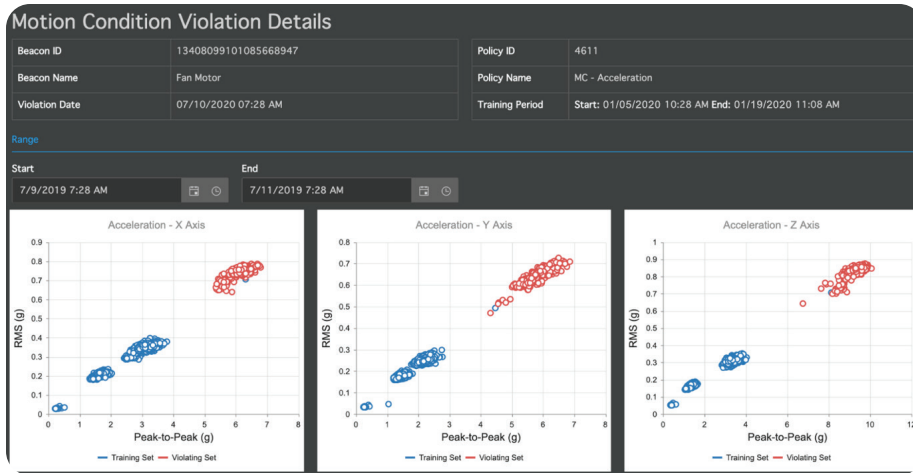 Motion Condition Violation Details
Beacon ID 13408099101085668947 Policy ID 4611
Beacon Name Fan Motor Policy Name MC - Acceleration
Violation Date 07/10/2020 07:28 AM Training Period Start: 01/05/2020 10:28 AM End: 01/19/2020 11:08 AM
Range
Start End
7/9/2019 7:28 AM 7/11/2019 7:28 AM
Acceleration - X Axis
0.9
0.8
0.7
0.6
0.5
0.4
0.3
0.2
0.1
0
RMS (g)
0 1 2 3 4 5 6 7 8
Peak-to-Peak (g)
Training Set Violating Set
Acceleration - Y Axis
0.8
0.7
0.6
0.5
0.4
0.3
0.2
0.1
0
RMS (g)
0 1 2 3 4 5 6 7 8
Peak-to-Peak (g)
Training Set Violating Set
Acceleration - Z Axis
1
0.9
0.8
0.7
0.6
0.5
0.4
0.3
0.2
0.1
0
RMS (g)
0 2 4 6 8 10 12
Peak-to-Peak (g)
Training Set Violating Set